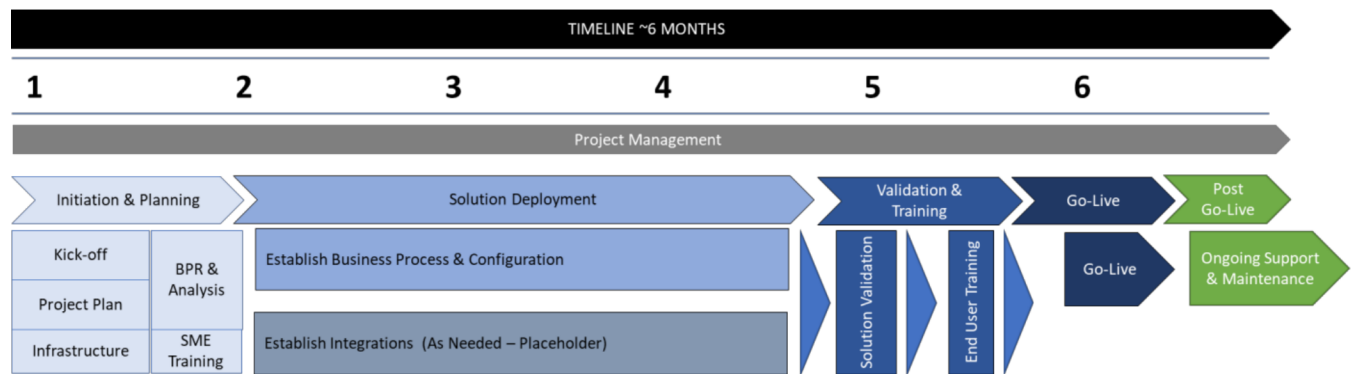 TIMELINE ~6 MONTHS
1 2 3 4 5 6
Project Management
Initiation & Planning
Solution Deployment
Validation &
Training
Go-Live
Post
Go-Live
Kick-off
Project Plan
Infrastructure
BPR &
Analysis
SME
Training
Establish Business Process & Configuration
Establish Integrations (As Needed – Placeholder)
Solution Validation
End User Training
Go-Live
Ongoing Support
& Maintenance